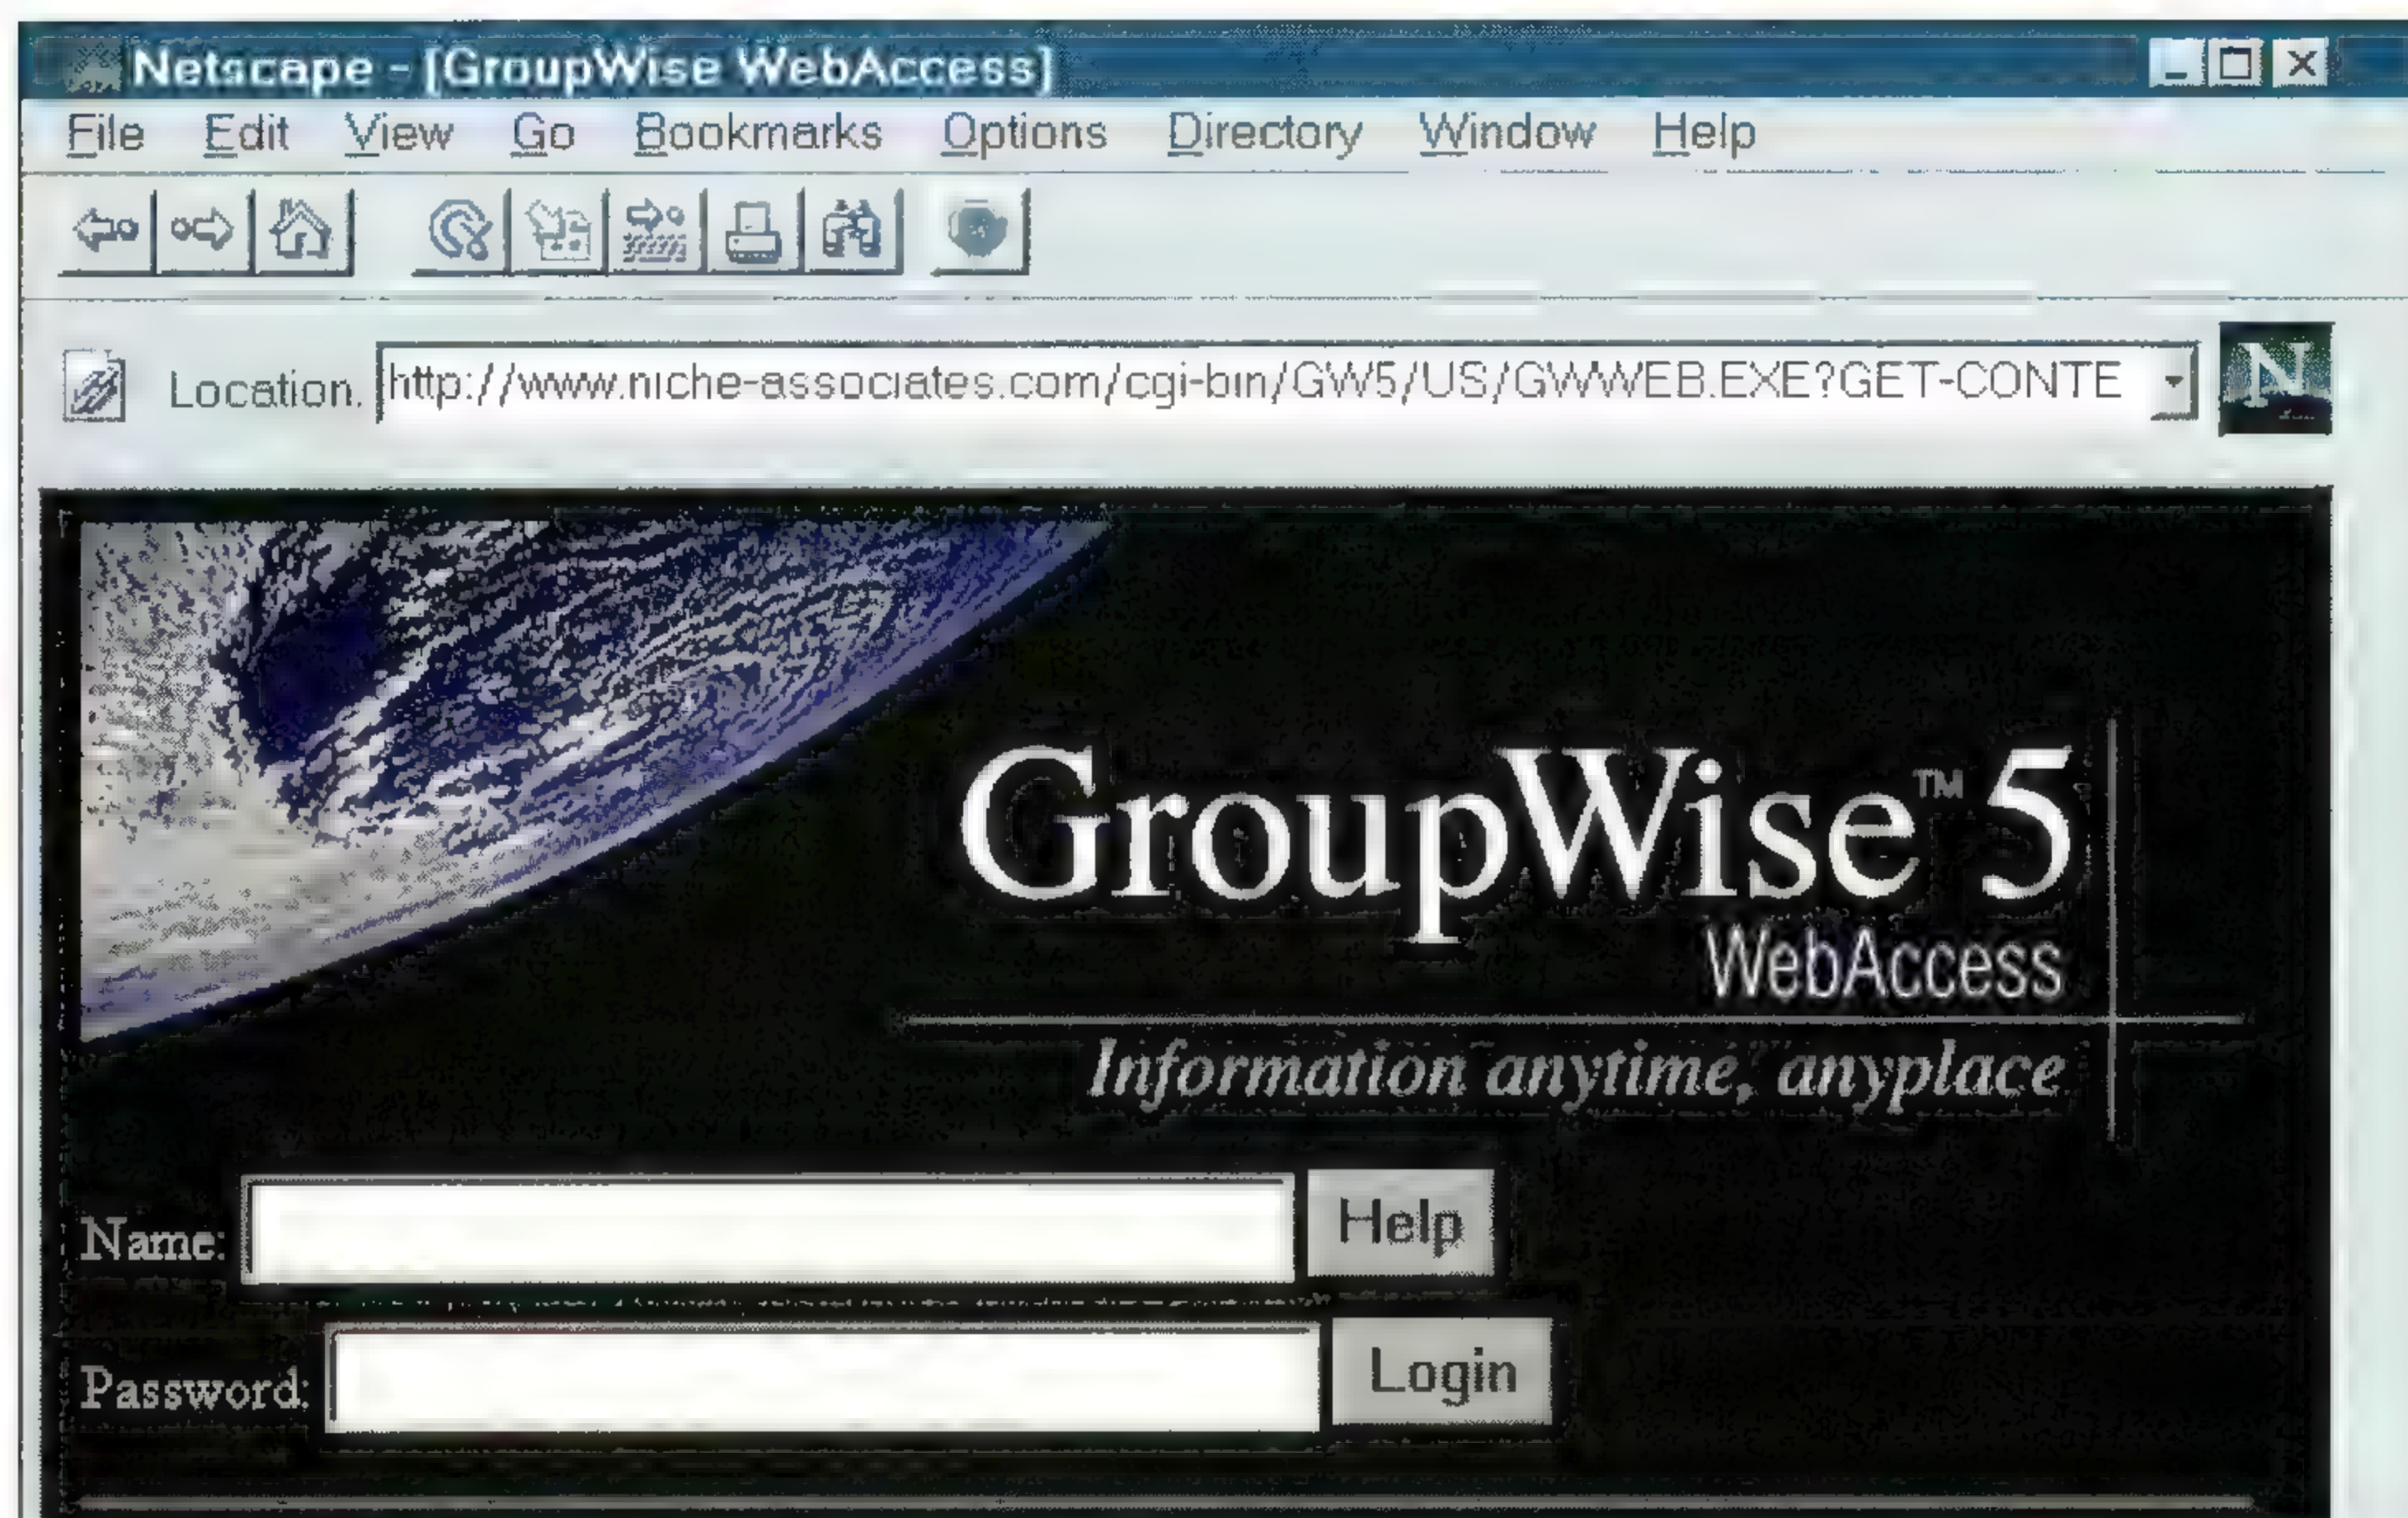 Netscape - [GroupWise WebAccess]
File Edit View Go Bookmarks Options Directory Window Help
Location: http://www.niche-associates.com/cgi-bin/GW5/US/GWWEB.EXE?GET-CONTE
N
GroupWise™ 5
WebAccess
Information anytime, anyplace
Name: Help
Password: Login